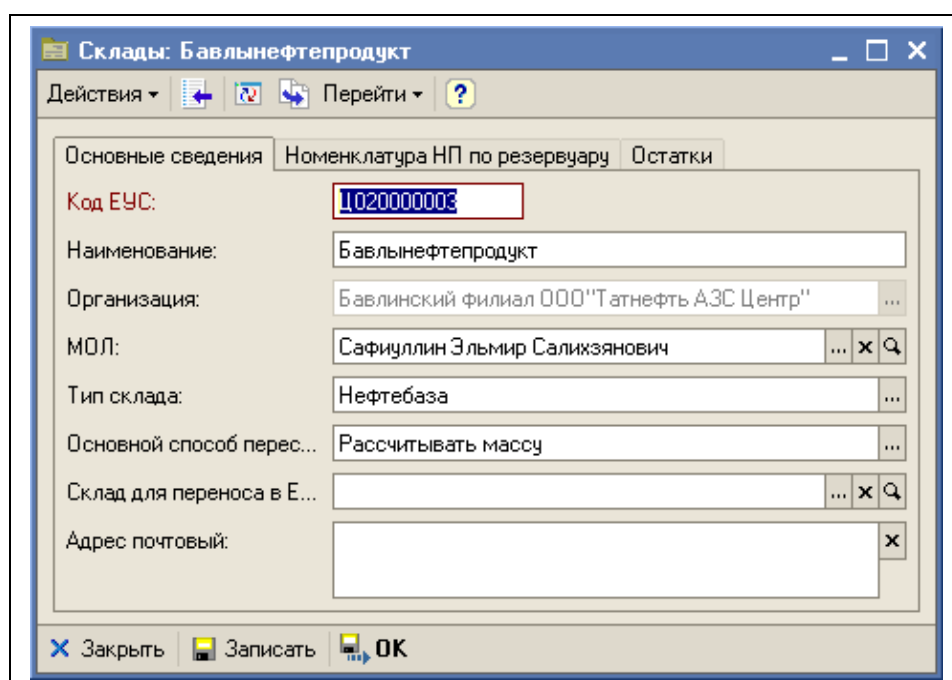 Склады: Бавлынефтепродукт
Действия Перейти ?
Основные сведения Номенклатура НП по резервуару Остатки
Код ЕУС: Ц020000003
Наименование: Бавлынефтепродукт
Организация: Бавлинский филиал ООО"Татнефть АЗС Центр" ...
МОЛ: Сафиуллин Эльмир Салихзянович ...
Тип склада: Нефтебаза ...
Основной способ перес... Рассчитывать массу ...
Склад для переноса в Е... ...
Адрес почтовый:
Закрыть Записать ОК